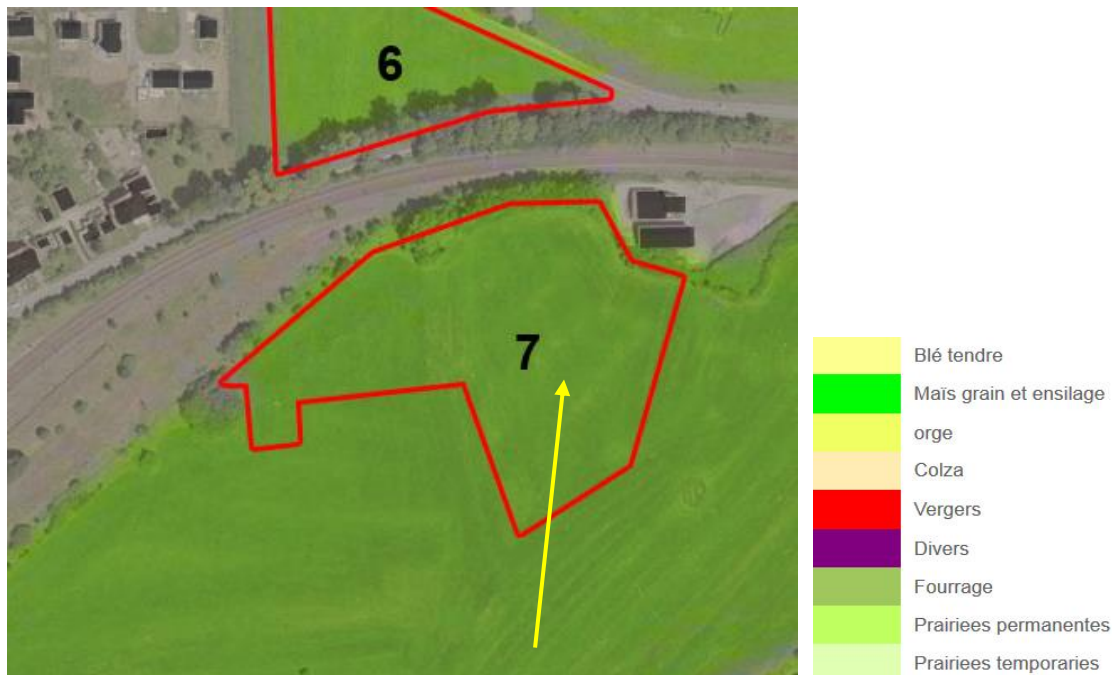 6
7
Blé tendre
Maïs grain et ensilage
orge
Colza
Vergers
Divers
Fourrage
Prairiees permanentes
Prairiees temporaries